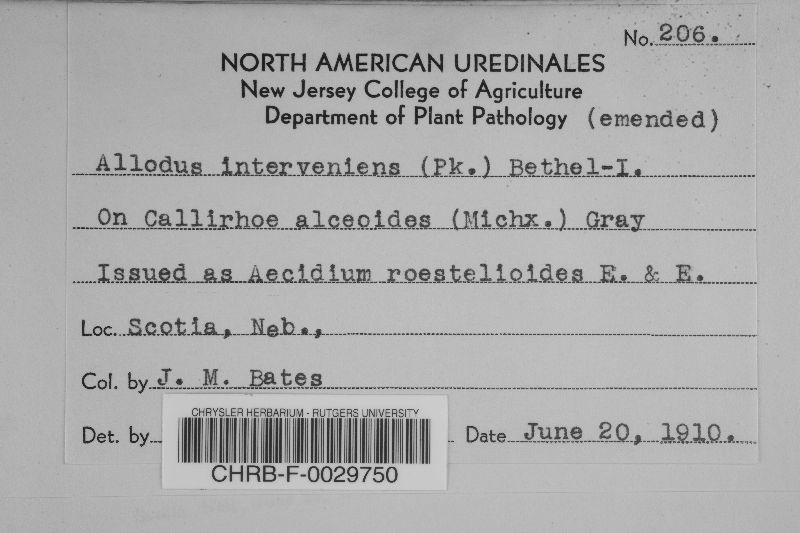 No. 206.
NORTH AMERICAN UREDINALES
New Jersey College of Agriculture
Department of Plant Pathology (emended)
Allodus interveniens (Pk.) Bethel-I.
On Callirhoe alceoides (Michx.) Gray
Issued as Aecidium roestelioides E. & E.
Loc. Scotia, Neb.,
Col. by J. M. Bates
Det. by
Date June 20, 1910.
CHRYSLER HERBARIUM - RUTGERS UNIVERSITY
CHRB-F-0029750